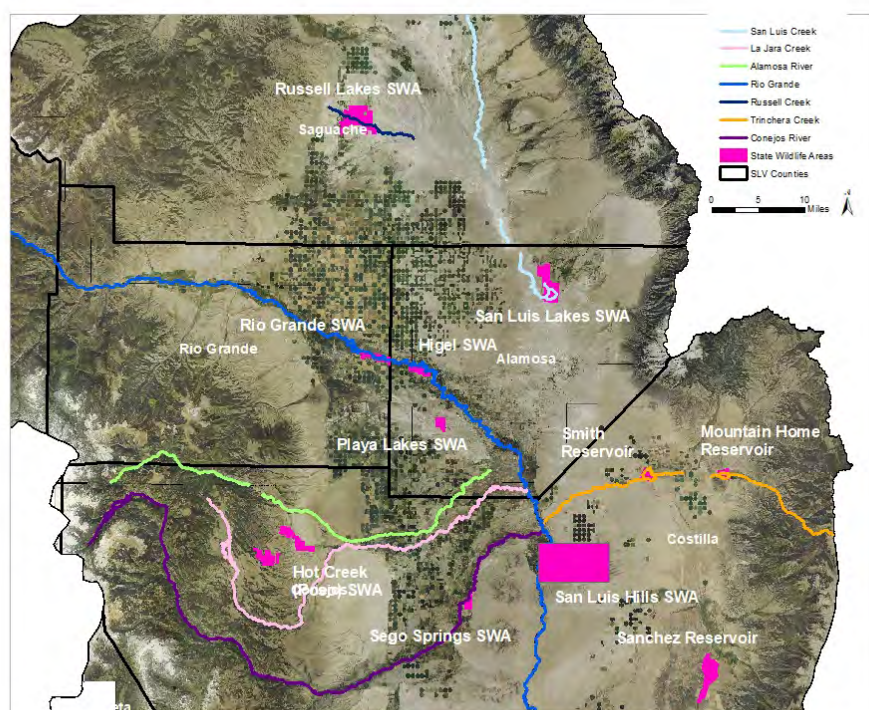 San Luis Creek
La Jara Creek
Alamosa River
Rio Grande
Russell Creek
Trinchera Creek
Conejos River
State Wildlife Areas
SLV Counties
0 5 10
Miles
Russell Lakes SWA
Saguache
San Luis Lakes SWA
Rio Grande SWA
Rio Grande
Higel SWA
Alamosa
Playa Lakes SWA
Smith
Reservoir
Mountain Home
Reservoir
Costilla
Hot Creek
SWA
San Luis Hills SWA
Sego Springs SWA
Sanchez Reservoir